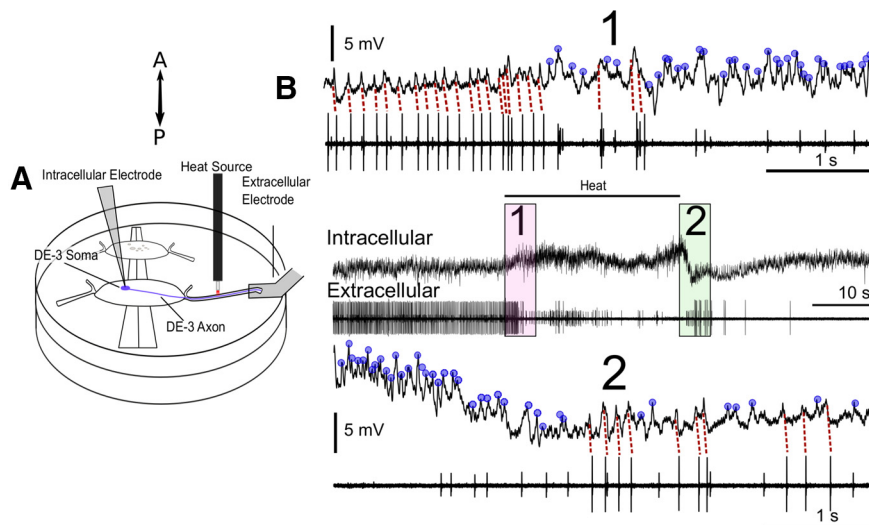 A
P
A
Intracellular Electrode
Heat Source
Extracellular
Electrode
DE-3 Soma
DE-3 Axon
B
5 mV
1
1 s
Heat
1
2
Intracellular
Extracellular
10 s
2
5 mV
1 s